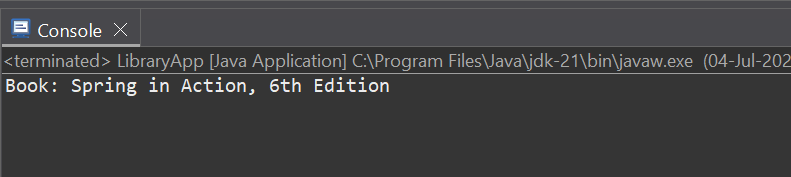 Console
<terminated> LibraryApp [Java Application] C:\Program Files\Java\jdk-21\bin\javaw.exe (04-Jul-202
Book: Spring in Action, 6th Edition